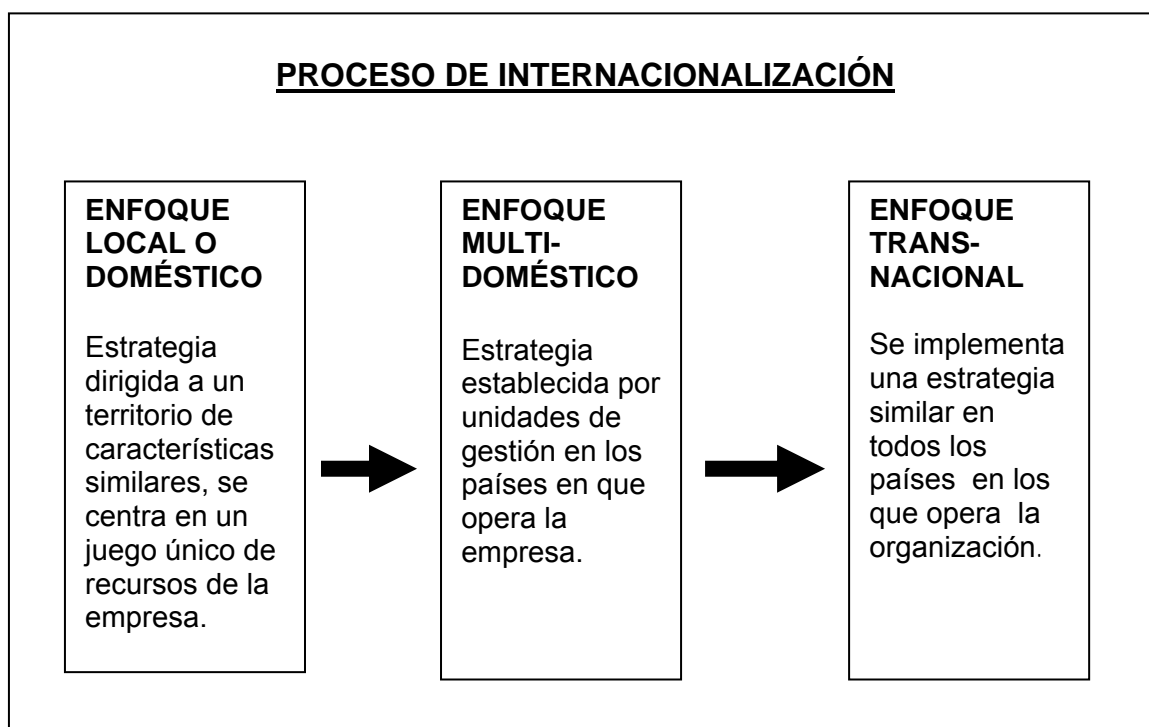 PROCESO DE INTERNACIONALIZACIÓN
ENFOQUE
LOCAL O
DOMÉSTICO
Estrategia
dirigida a un
territorio de
características
similares, se
centra en un
juego único de
recursos de la
empresa.
ENFOQUE
MULTI-
DOMÉSTICO
Estrategia
establecida por
unidades de
gestión en los
países en que
opera la
empresa.
ENFOQUE
TRANS-
NACIONAL
Se implementa
una estrategia
similar en
todos los
países en los
que opera la
organización.